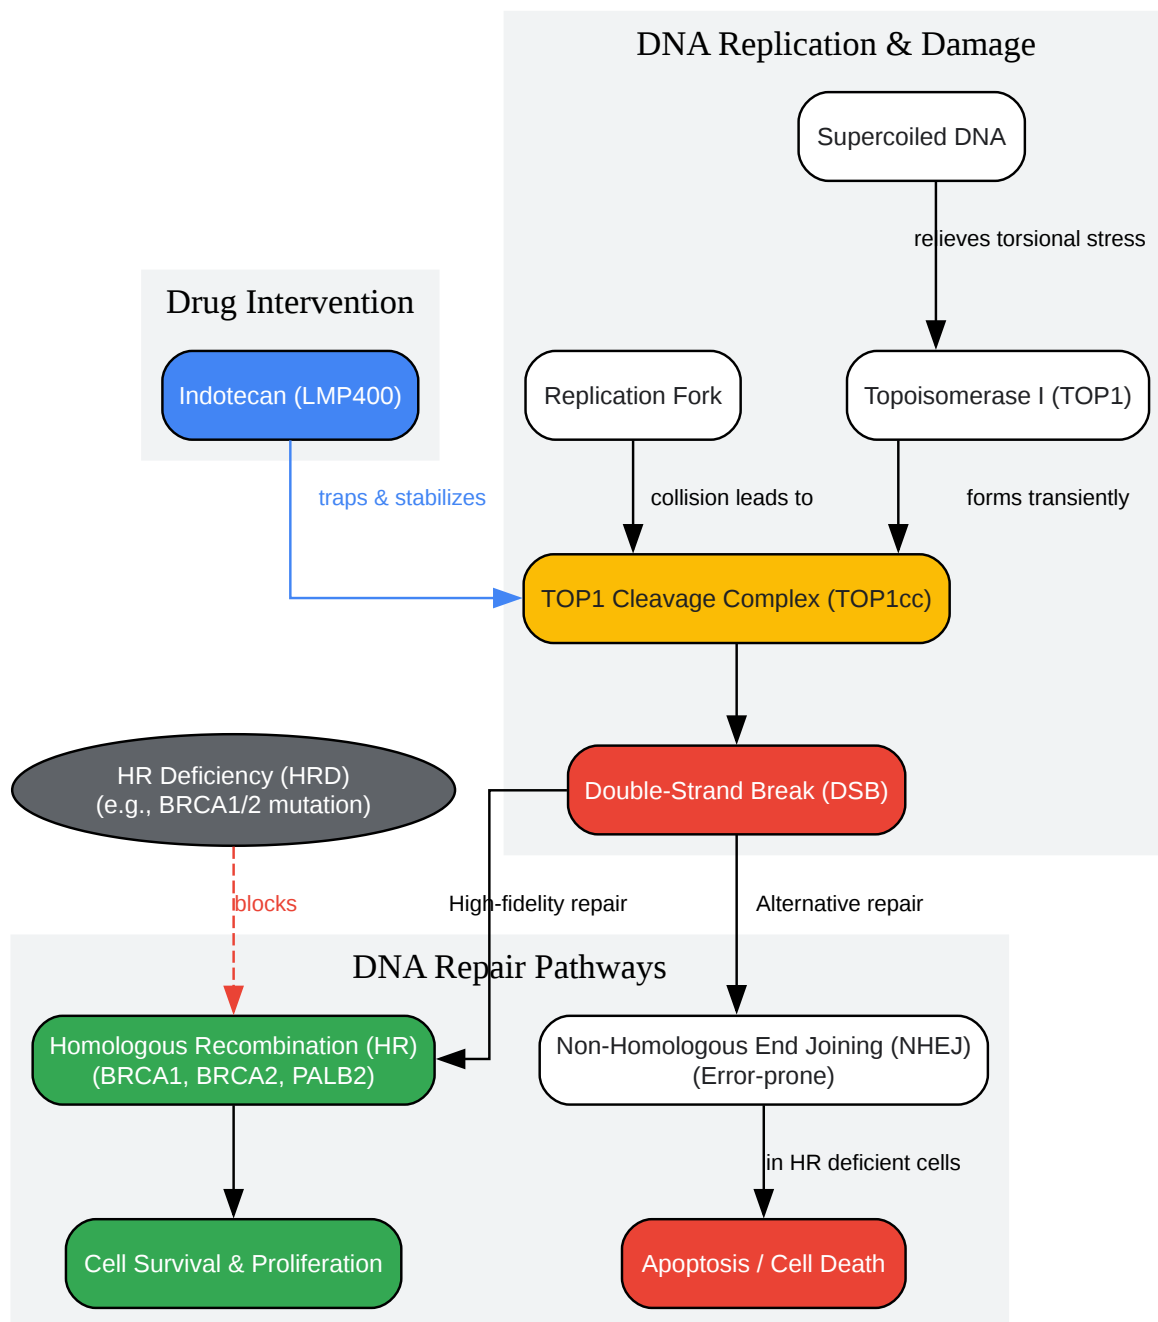 DNA Replication & Damage
Supercoiled DNA
relieves torsional stress
Drug Intervention
Indotecan (LMP400)
Replication Fork
Topoisomerase I (TOP1)
traps & stabilizes
collision leads to
forms transiently
TOP1 Cleavage Complex (TOP1cc)
HR Deficiency (HRD)
(e.g., BRCA1/2 mutation)
Double-Strand Break (DSB)
blocks
High-fidelity repair
Alternative repair
DNA Repair Pathways
Homologous Recombination (HR)
(BRCA1, BRCA2, PALB2)
Non-Homologous End Joining (NHEJ)
(Error-prone)
in HR deficient cells
Cell Survival & Proliferation
Apoptosis / Cell Death